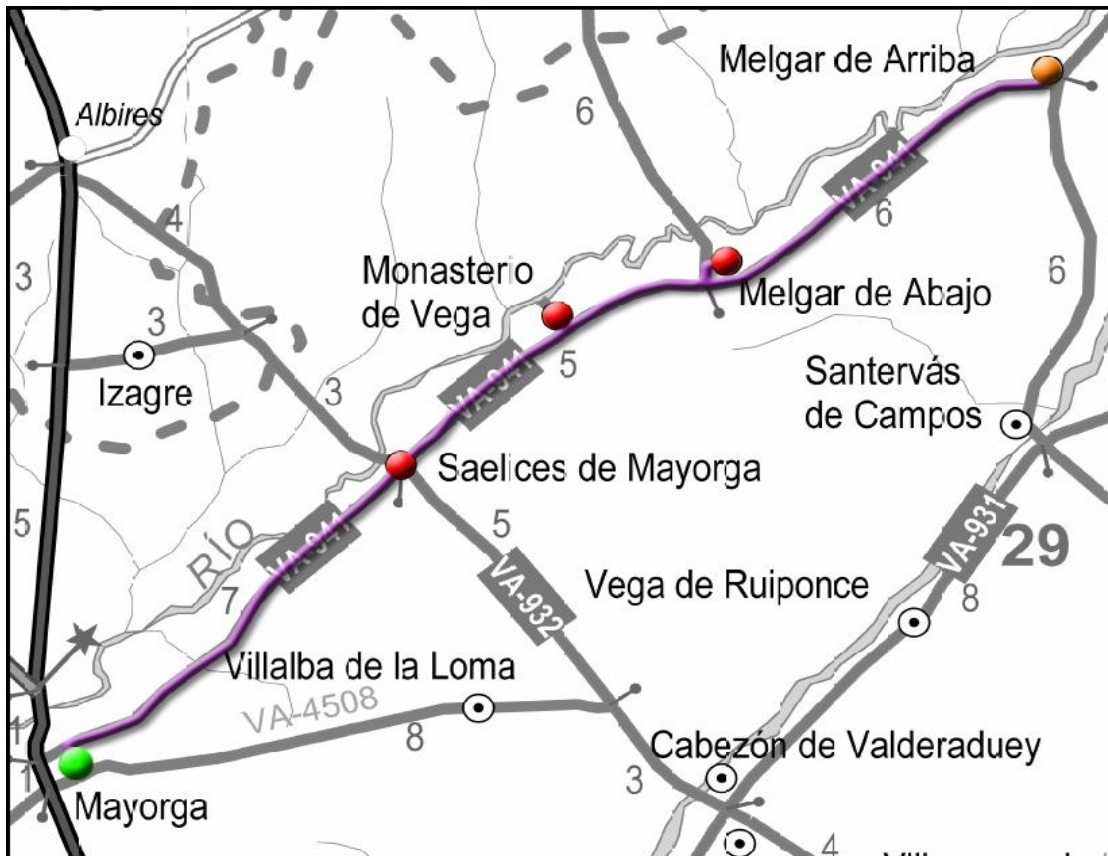 Melgar de Arriba
6
Albires
VA-941
6
4
3
Monasterio
de Vega
Melgar de Abajo
6
3
VA-941
5
Izagre
3
Santervás
de Campos
Saelices de Mayorga
5
5
VA-931
29
RÍO
VA-941
7
VA-932
Vega de Ruiponce
8
Villalba de la Loma
VA-4508
8
1
Cabezón de Valderaduey
1
3
Mayorga
4